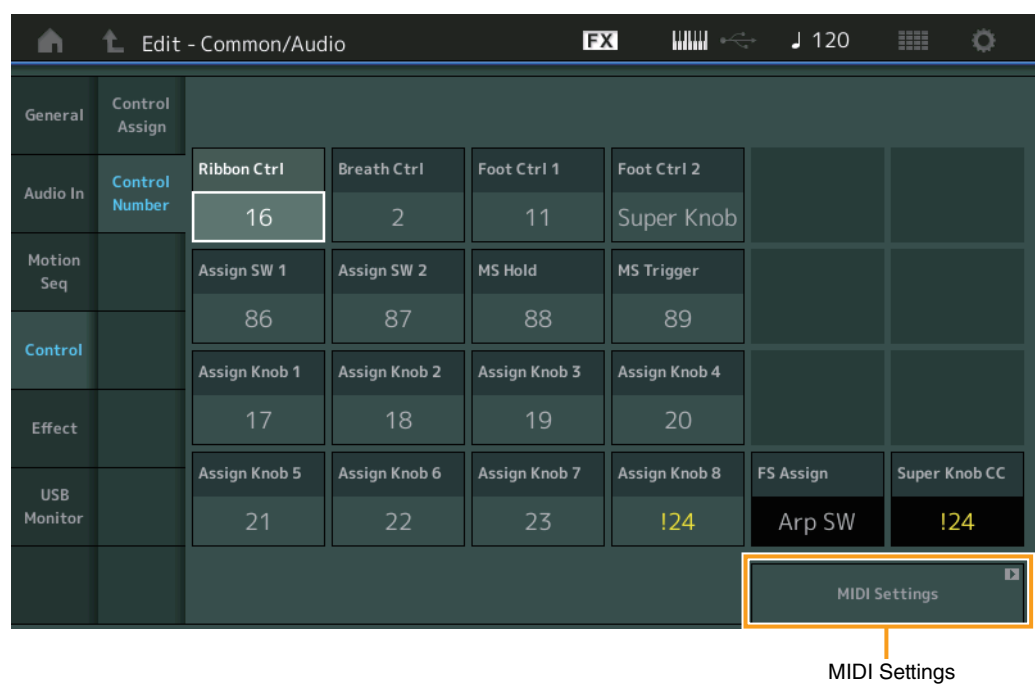 Edit - Common/Audio
FX
120
General
Control
Assign
Audio In
Control
Number
Ribbon Ctrl
Breath Ctrl
Foot Ctrl 1
Foot Ctrl 2
16
2
11
Super Knob
Motion
Seq
Assign SW 1
Assign SW 2
MS Hold
MS Trigger
86
87
88
89
Control
Assign Knob 1
Assign Knob 2
Assign Knob 3
Assign Knob 4
17
18
19
20
Effect
Assign Knob 5
Assign Knob 6
Assign Knob 7
Assign Knob 8
FS Assign
Super Knob CC
USB
Monitor
21
22
23
!24
Arp SW
!24
MIDI Settings
MIDI Settings